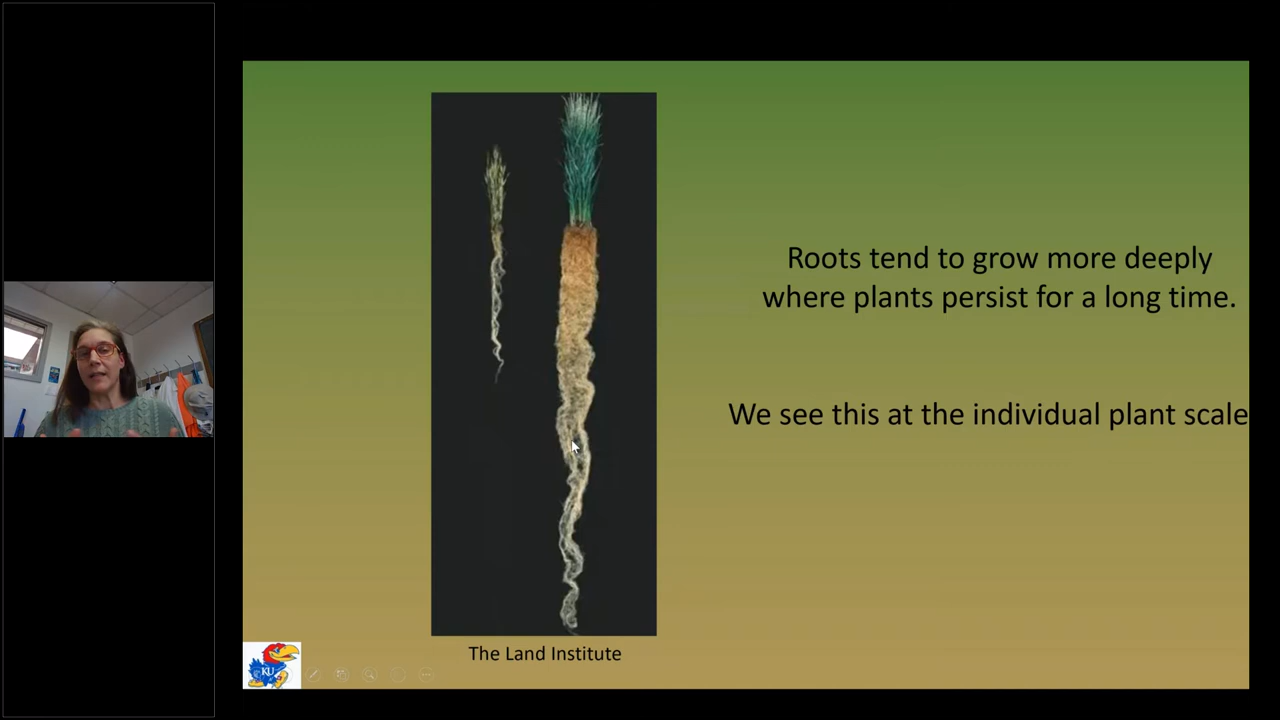 Roots tend to grow more deeply
where plants persist for a long time.
We see this at the individual plant scale
The Land Institute
KU